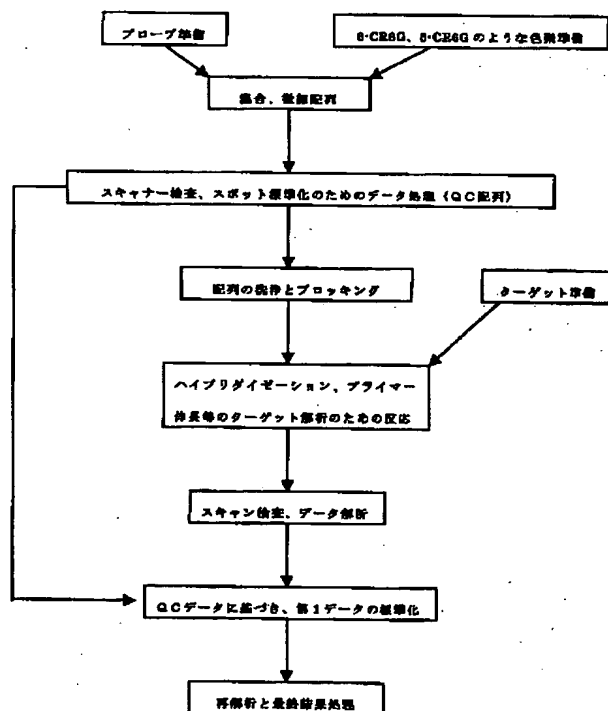 プローブ準備
6-CR6G、5-CR6Gのような色素準備
混合、微細配列
スキャナー検査、スポット標準化のためのデータ処理（QC配列）
配列の洗浄とブロッキング
ターゲット準備
ハイブリダイゼーション、プライマー
伸長等のターゲット解析のための反応
スキャン検査、データ解析
QCデータに基づき、第1データの標準化
再解析と最終結果処理